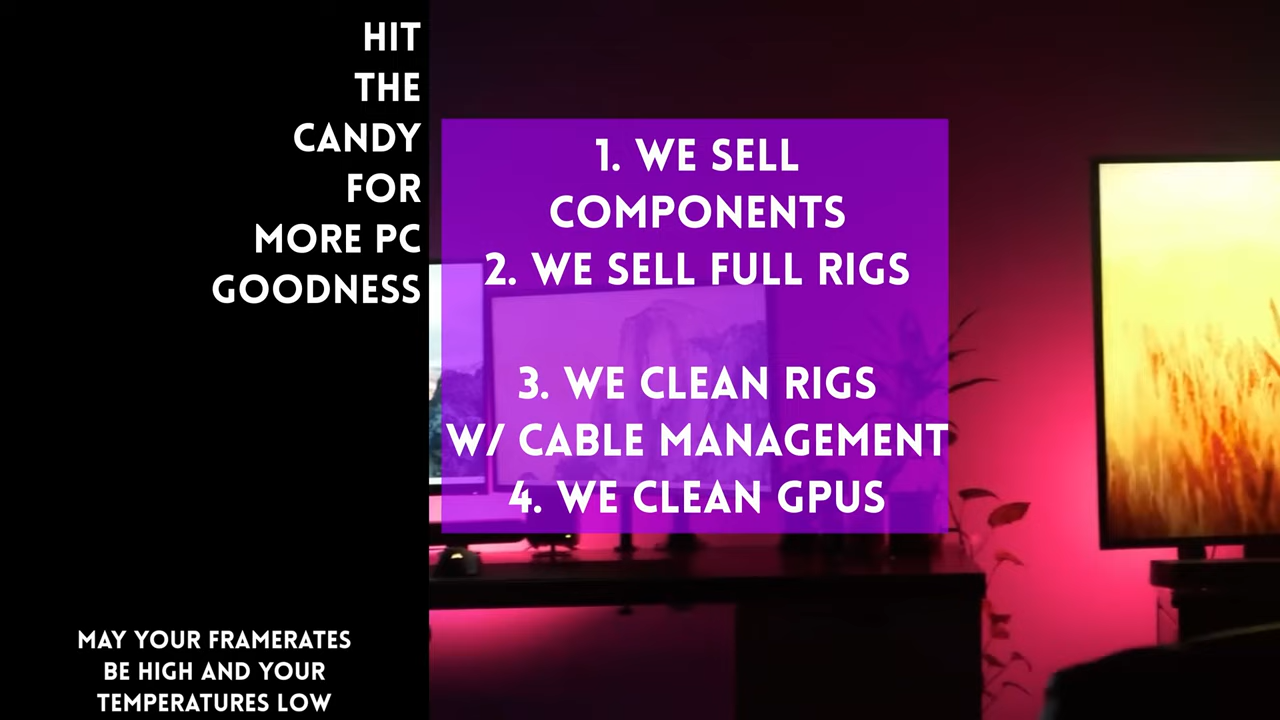 HIT
THE
CANDY
FOR
MORE PC
GOODNESS
1. WE SELL
COMPONENTS
2. WE SELL FULL RIGS
3. WE CLEAN RIGS
W/ CABLE MANAGEMENT
4. WE CLEAN GPUS
MAY YOUR FRAMERATES
BE HIGH AND YOUR
TEMPERATURES LOW